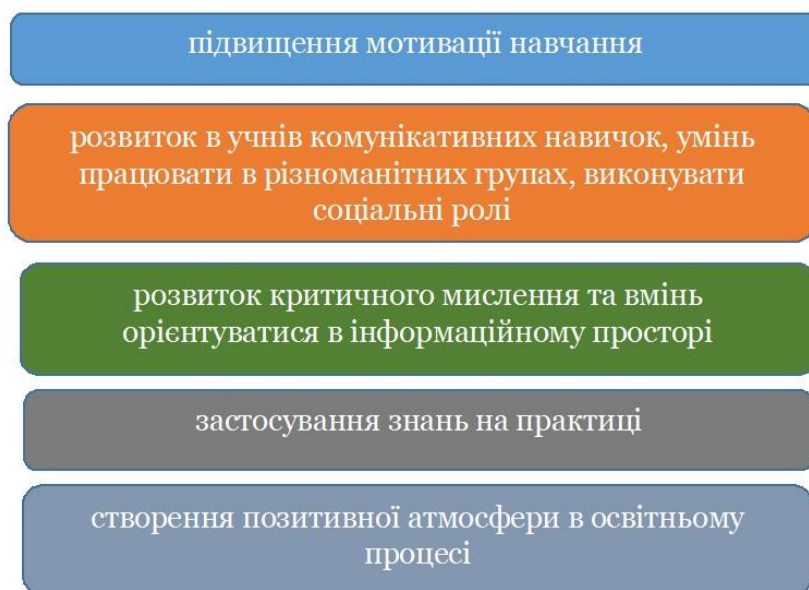 підвищення мотивації навчання
розвиток в учнів комунікативних навичок, умінь
працювати в різноманітних групах, виконувати
соціальні ролі
розвиток критичного мислення та вмінь
орієнтуватися в інформаційному просторі
застосування знань на практиці
створення позитивної атмосфери в освітньому
процесі